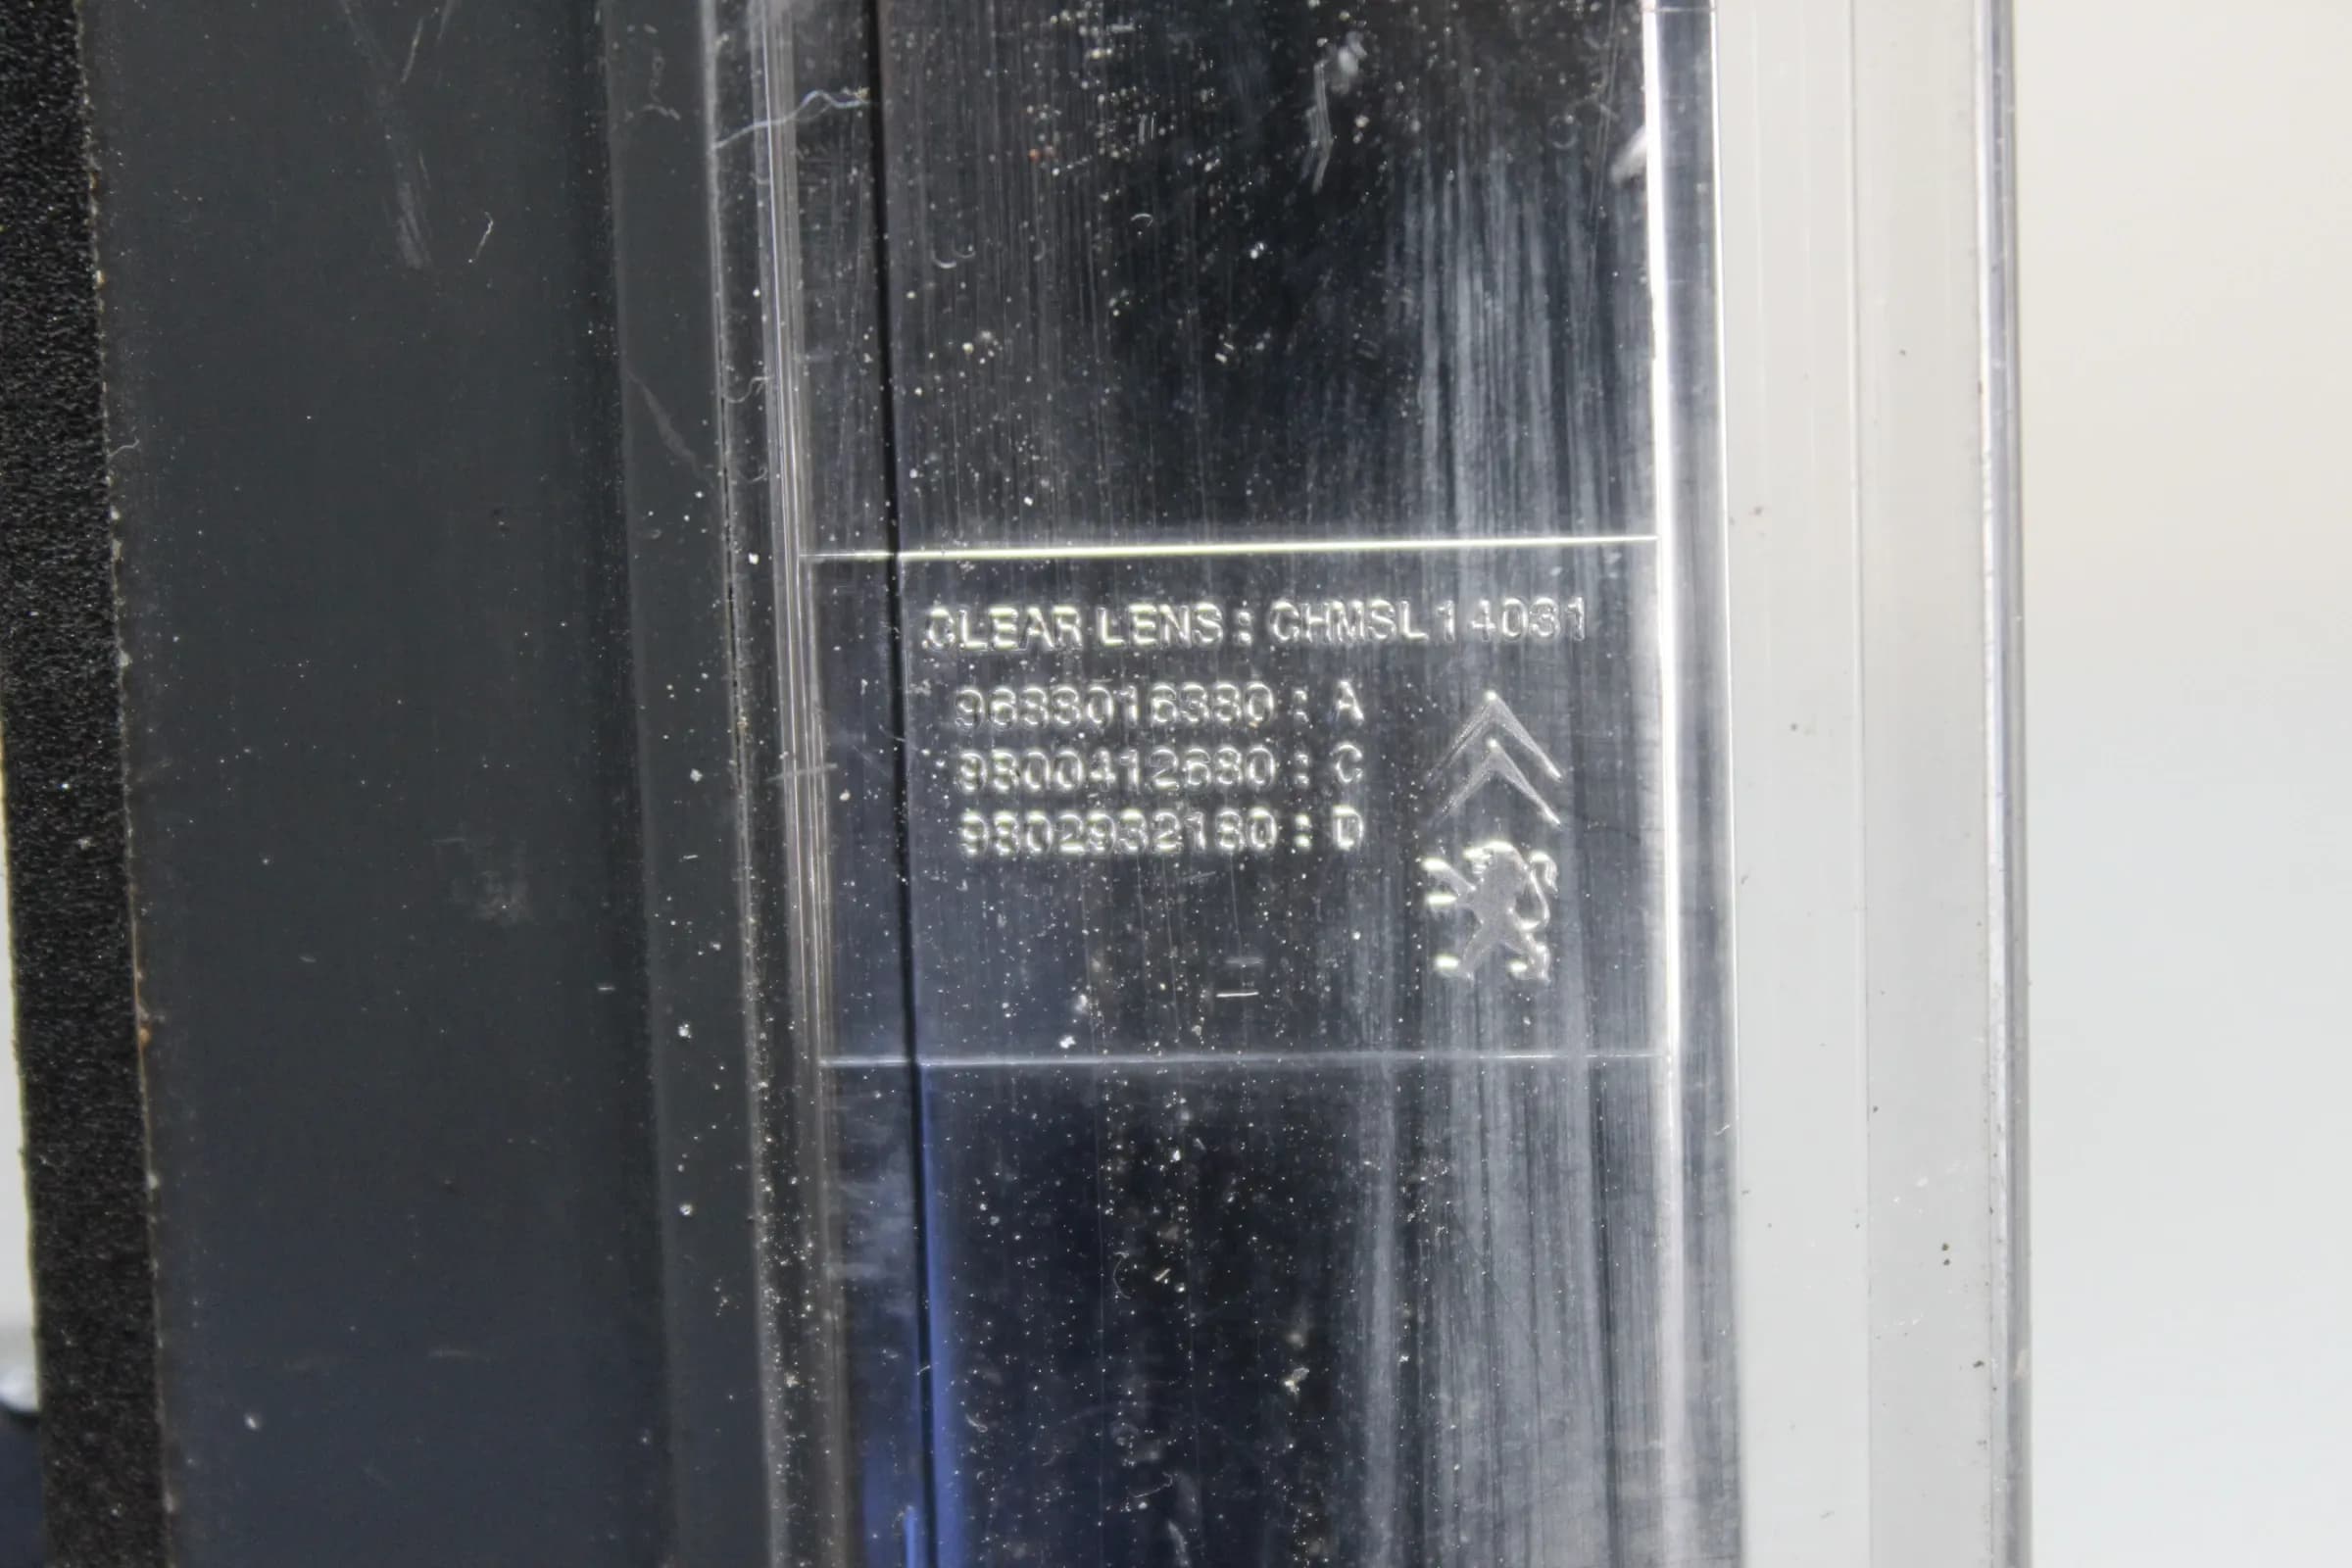 CLEAR LENS : CHMSL 14031
9683016380 : A
9800412680 : C
9802932180 : D